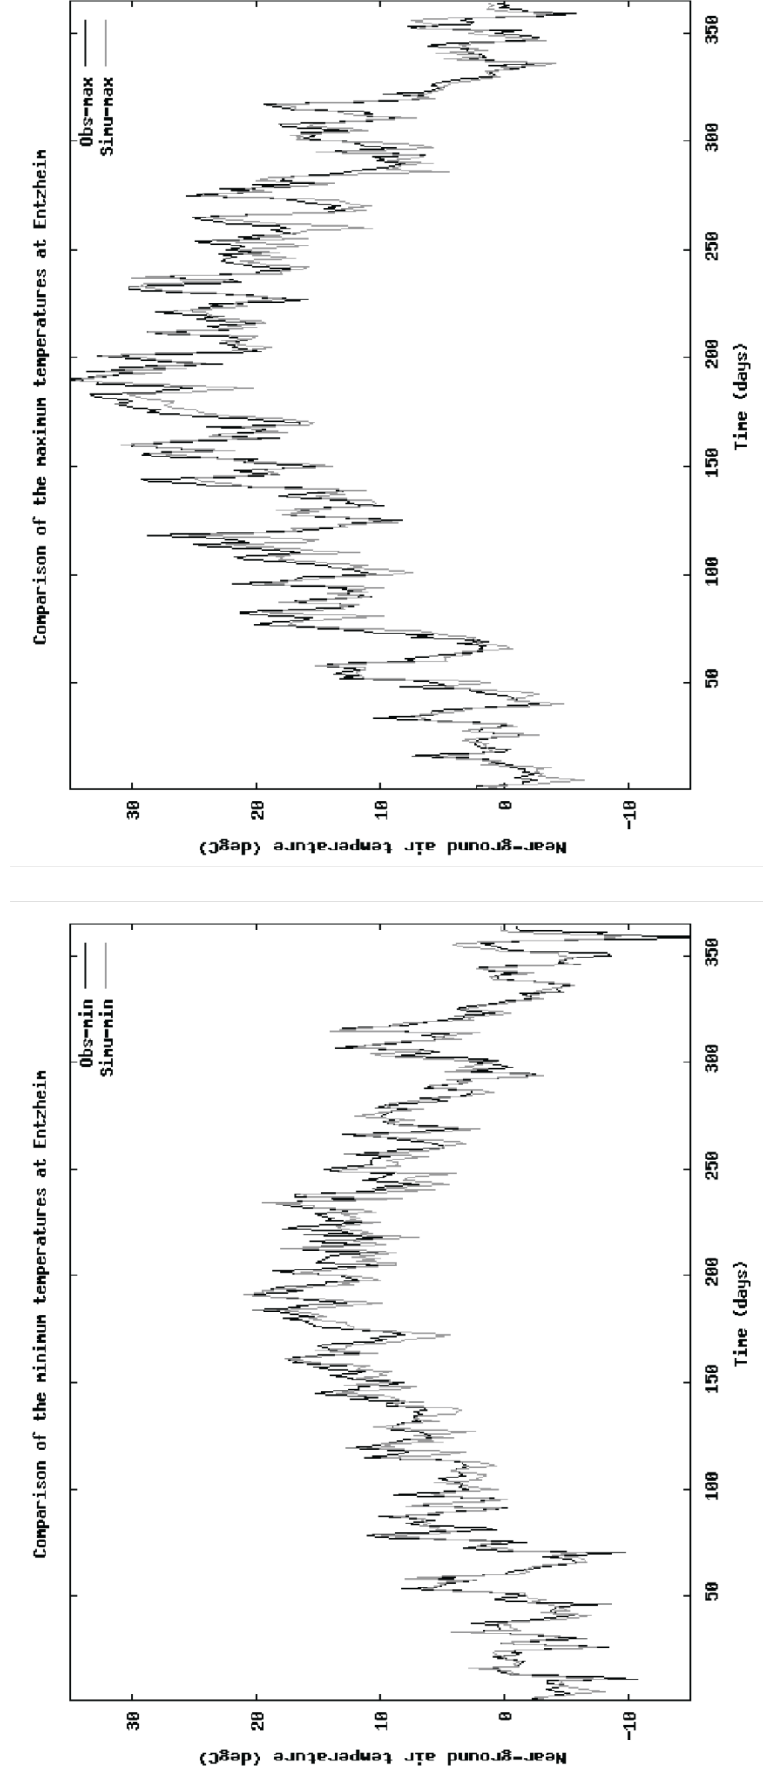 Comparison of the maximum temperatures at Entzheim
Obs-max
Simu-max
30
20
10
0
-10
50
100
150
200
250
300
350
Near-ground air temperature (degC)
Time (days)
Comparison of the minimum temperatures at Entzheim
Obs-min
Simu-min
30
20
10
0
-10
50
100
150
200
250
300
350
Near-ground air temperature (degC)
Time (days)